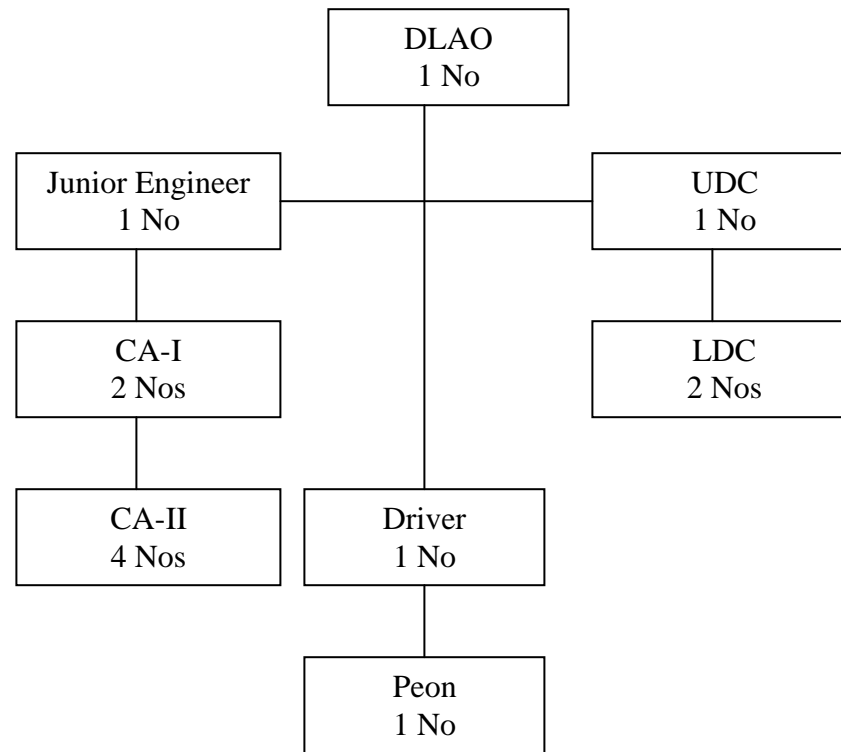 DLAO
1 No
Junior Engineer
1 No
UDC
1 No
CA-I
2 Nos
LDC
2 Nos
CA-II
4 Nos
Driver
1 No
Peon
1 No